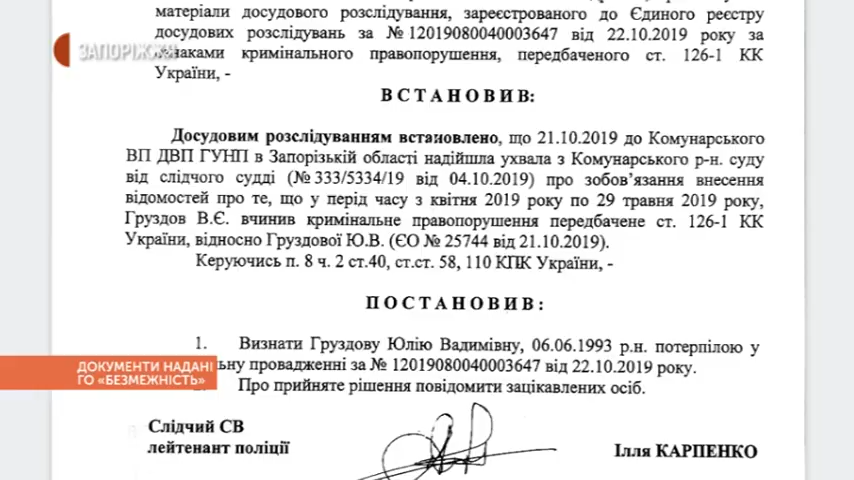 матеріали досудового розслідування, зареєстрованого до Єдиного реєстру
досудових розслідувань за № 12019080040003647 від 22.10.2019 року за
ЗАПОРІЖЖЯ
ознаками кримінального правопорушення, передбаченого ст. 126-1 КК
України, -
ВСТАНОВИВ:
Досудовим розслідуванням встановлено, що 21.10.2019 до Комунарського
ВП ДВП ГУНП в Запорізькій області надійшла ухвала з Комунарського р-н. суду
від слідчого судді (№ 333/5334/19 від 04.10.2019) про зобов’язання внесення
відомостей про те, що у період часу з квітня 2019 року по 29 травня 2019 року,
Груздов В.Є. вчинив кримінальне правопорушення передбачене ст. 126-1 КК
України, відносно Груздової Ю.В. (ЄО № 25744 від 21.10.2019).
Керуючись п. 8 ч. 2 ст.40, ст.ст. 58, 110 КПК України, -
ПОСТАНОВИВ:
1. Визнати Груздову Юлію Вадимівну, 06.06.1993 р.н. потерпілою у
льну провадженні за № 12019080040003647 від 22.10.2019 року.
Про прийняте рішення повідомити зацікавлених осіб.
ДОКУМЕНТИ НАДАНІ
ГО «БЕЗМЕЖНІСТЬ»
Слідчий СВ
лейтенант поліції Ілля КАРПЕНКО